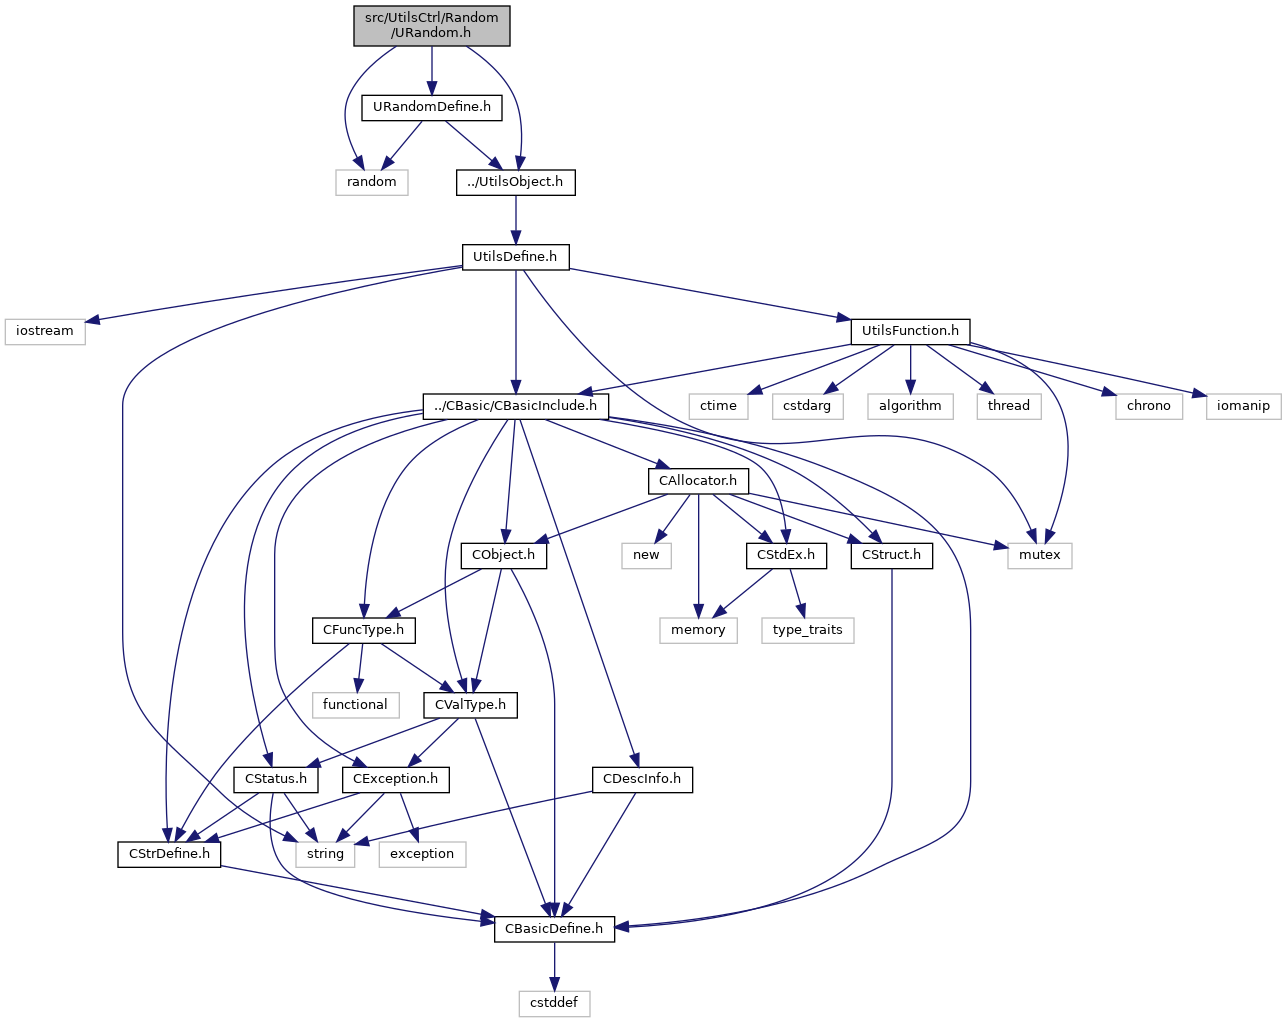 src/UtilsCtrl/Random
/URandom.h
URandomDefine.h
random
../UtilsObject.h
UtilsDefine.h
iostream
UtilsFunction.h
../CBasic/CBasicInclude.h
ctime
cstdarg
algorithm
thread
chrono
iomanip
CAllocator.h
CObject.h
new
CStdEx.h
CStruct.h
mutex
CFuncType.h
memory
type_traits
functional
CValType.h
CStatus.h
CException.h
CDescInfo.h
CStrDefine.h
string
exception
CBasicDefine.h
cstddef